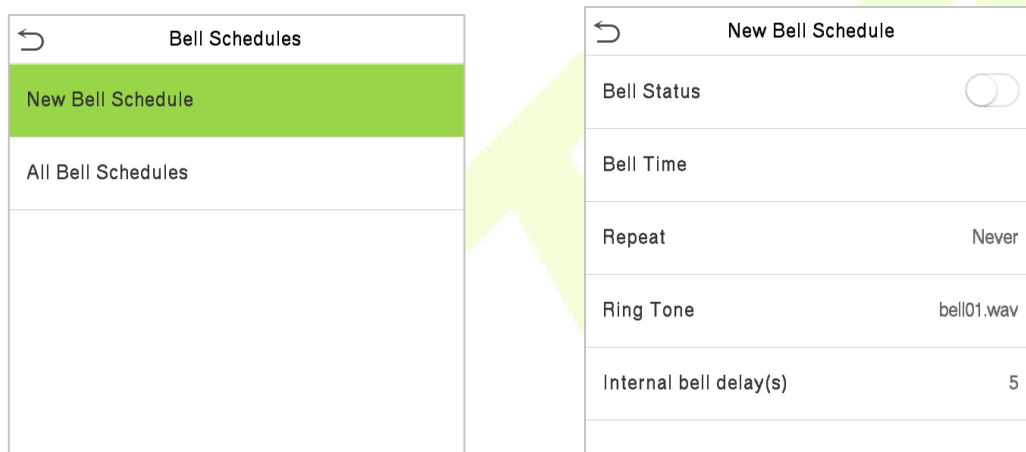 Bell Schedules
New Bell Schedule
All Bell Schedules
New Bell Schedule
Bell Status
Bell Time
Repeat Never
Ring Tone bell01.wav
Internal bell delay(s) 5